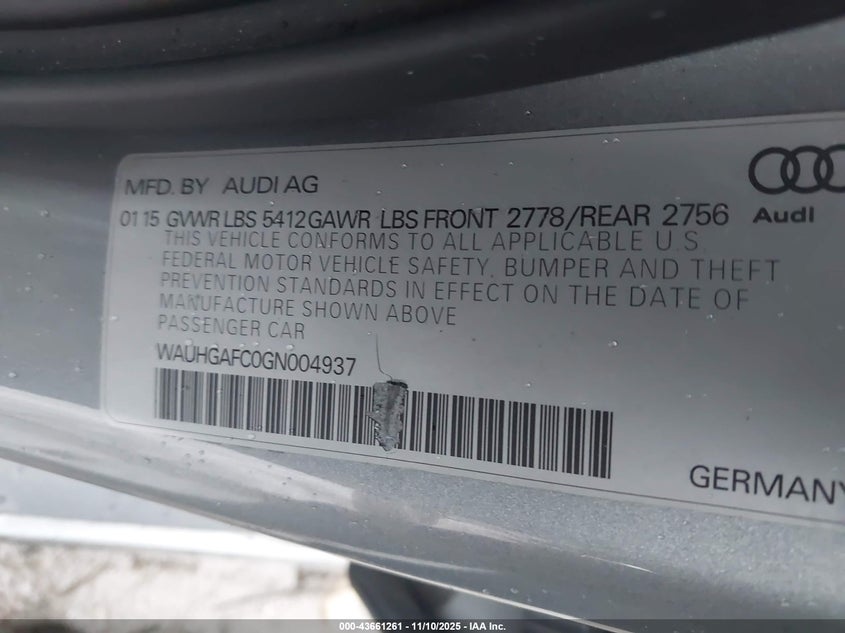 MFD. BY AUDI AG
01 15 GVWR LBS 5412 GAWR LBS FRONT 2778/REAR 2756
Audi
THIS VEHICLE CONFORMS TO ALL APPLICABLE U.S.
FEDERAL MOTOR VEHICLE SAFETY, BUMPER AND THEFT
PREVENTION STANDARDS IN EFFECT ON THE DATE OF
MANUFACTURE SHOWN ABOVE
PASSENGER CAR
WAUHGAFC0GN004937
GERMANY
000-43661261 - 11/10/2025 - IAA Inc.